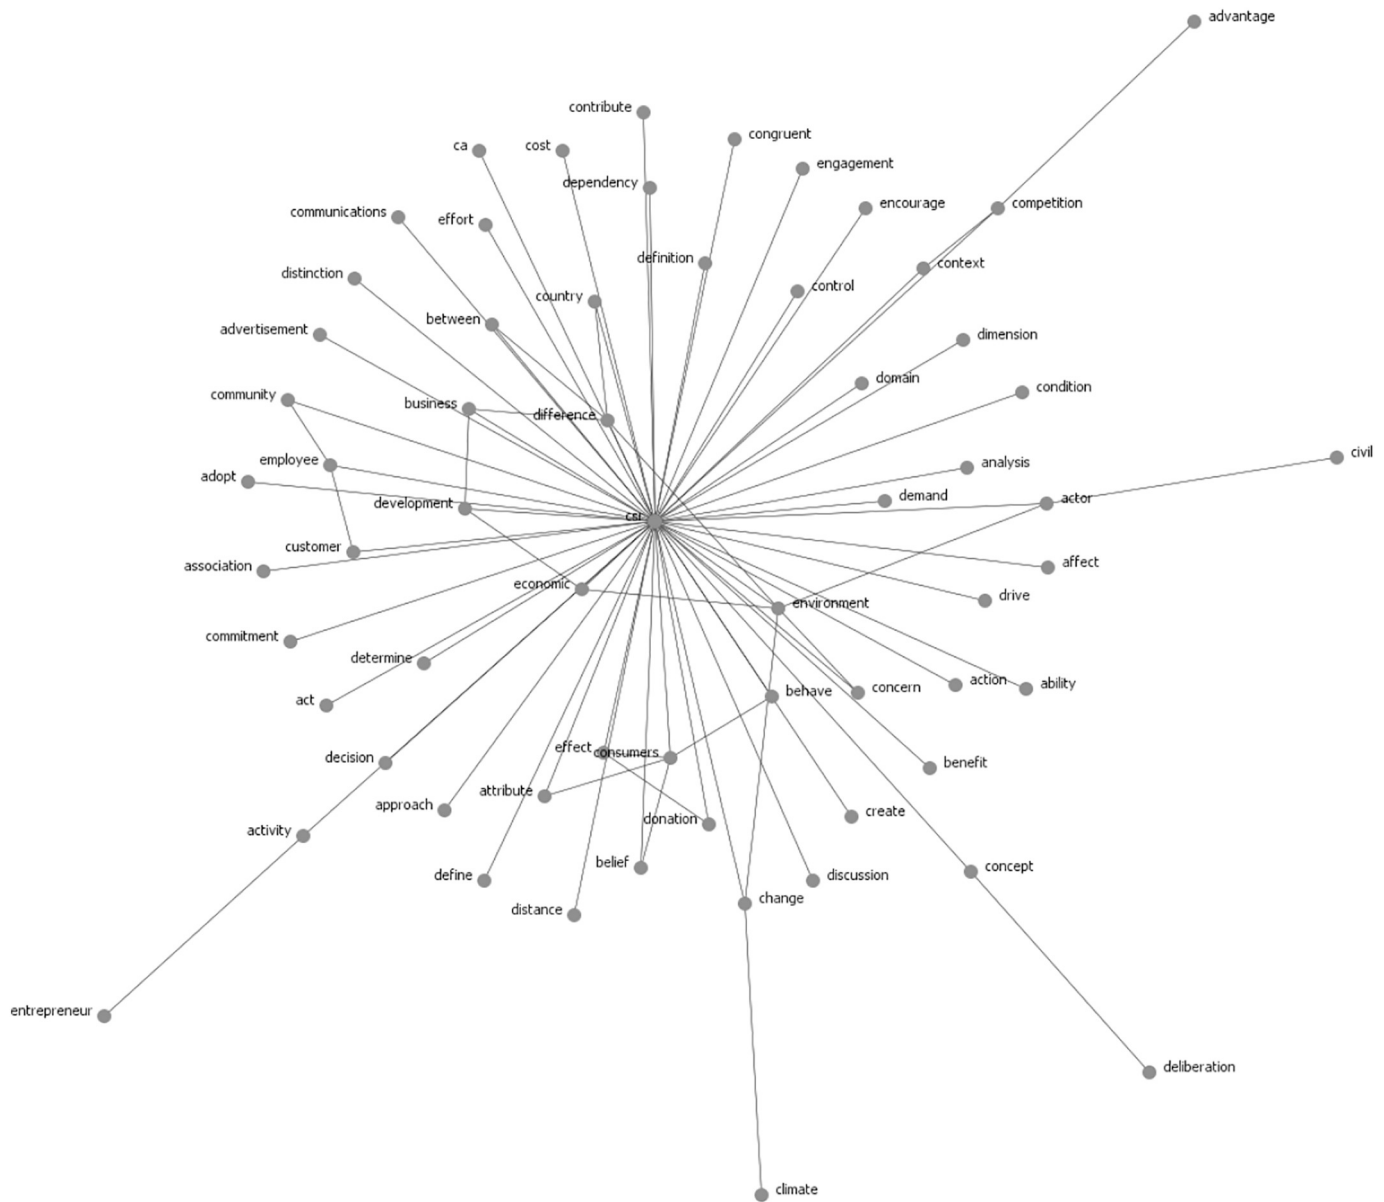 advantage
contribute
congruent
ca
cost
engagement
dependency
encourage
competition
communications
effort
definition
context
distinction
control
country
between
advertisement
dimension
domain
condition
community
business
difference
civil
employee
analysis
adopt
demand
actor
development
csr
customer
affect
association
economic
drive
environment
commitment
determine
ability
action
concern
behave
act
effect
consumers
decision
benefit
attribute
approach
create
donation
activity
belief
concept
define
discussion
change
distance
entrepreneur
deliberation
climate